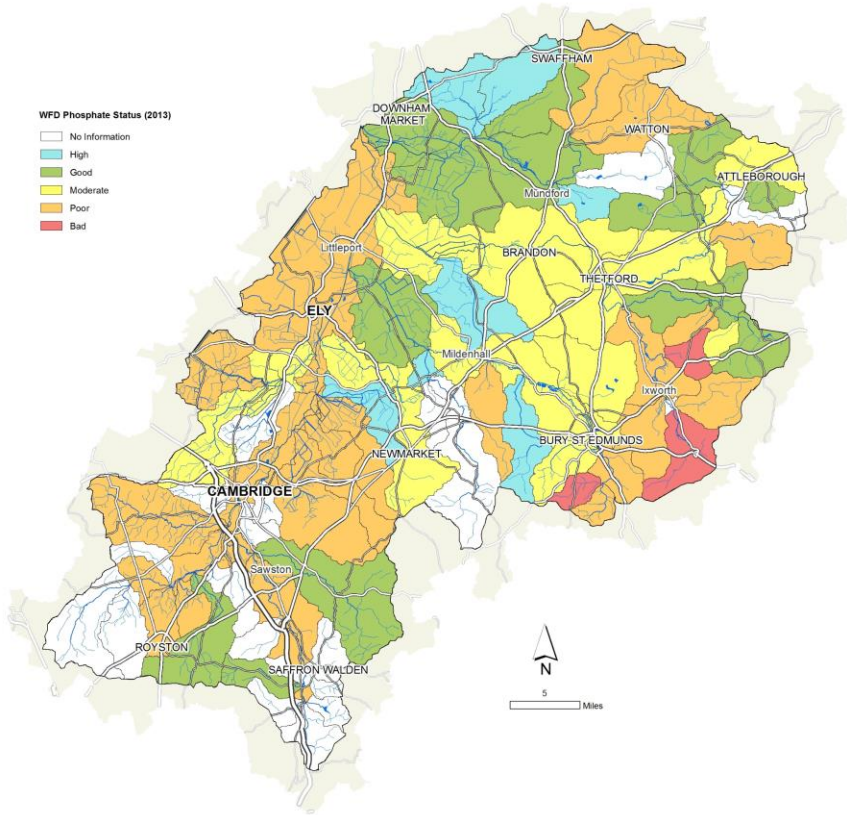 SWAFFHAM
DOWNHAM
MARKET
WFD Phosphate Status (2013)
No Information
High
Good
Moderate
Poor
Bad
WATTON
ATTLEBOROUGH
Mundford
Littleport
BRANDON
THETFORD
ELY
Mildenhall
Ixworth
BURY ST EDMUNDS
NEWMARKET
CAMBRIDGE
Sawston
ROYSTON
SAFFRON WALDEN
N
5
Miles